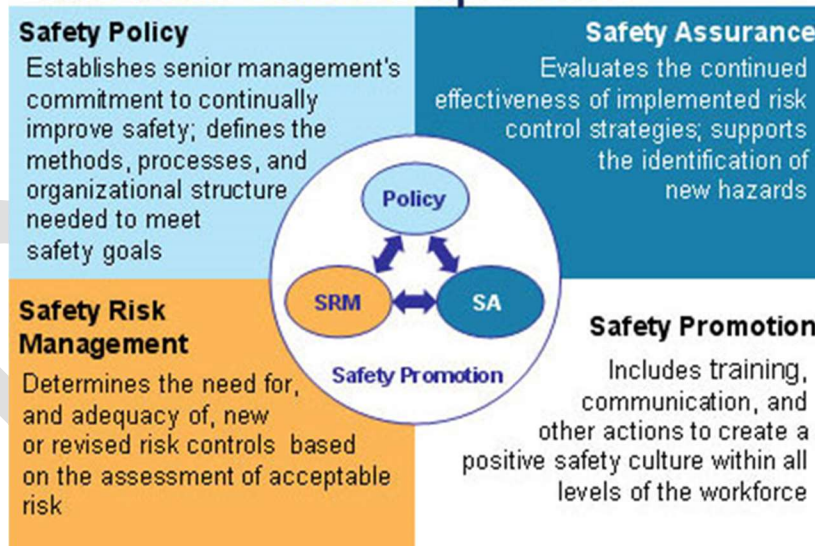 Safety Policy
Establishes senior management's
commitment to continually
improve safety; defines the
methods, processes, and
organizational structure
needed to meet
safety goals
Safety Assurance
Evaluates the continued
effectiveness of implemented risk
control strategies; supports
the identification of
new hazards
Policy
SRM
SA
Safety Promotion
Safety Risk
Management
Determines the need for,
and adequacy of, new
or revised risk controls based
on the assessment of acceptable
risk
Safety Promotion
Includes training,
communication, and
other actions to create a
positive safety culture within all
levels of the workforce